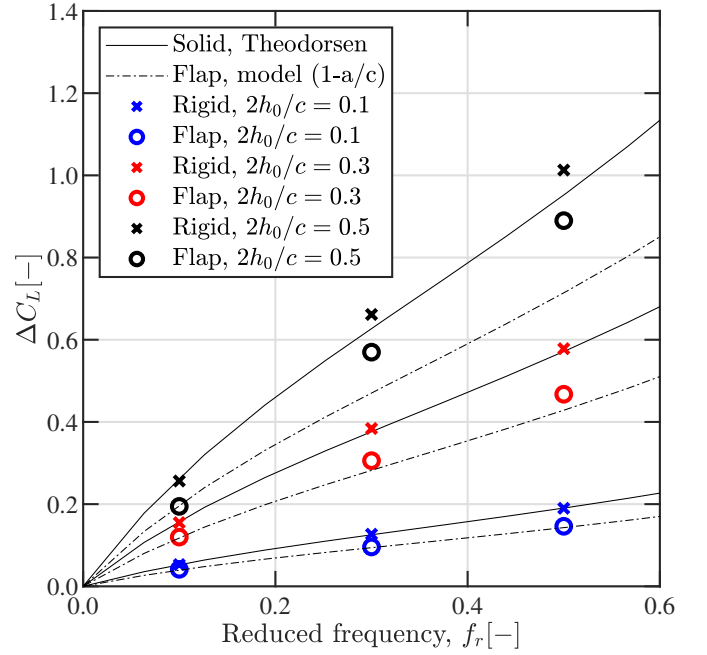 1.4
1.2
1.0
0.8
0.6
0.4
0.2
0.0
ΔC_L[−]
Solid, Theodorsen
Flap, model (1-a/c)
Rigid, 2h_0/c = 0.1
Flap, 2h_0/c = 0.1
Rigid, 2h_0/c = 0.3
Flap, 2h_0/c = 0.3
Rigid, 2h_0/c = 0.5
Flap, 2h_0/c = 0.5
0.0 0.2 0.4 0.6
Reduced frequency, f_r[−]